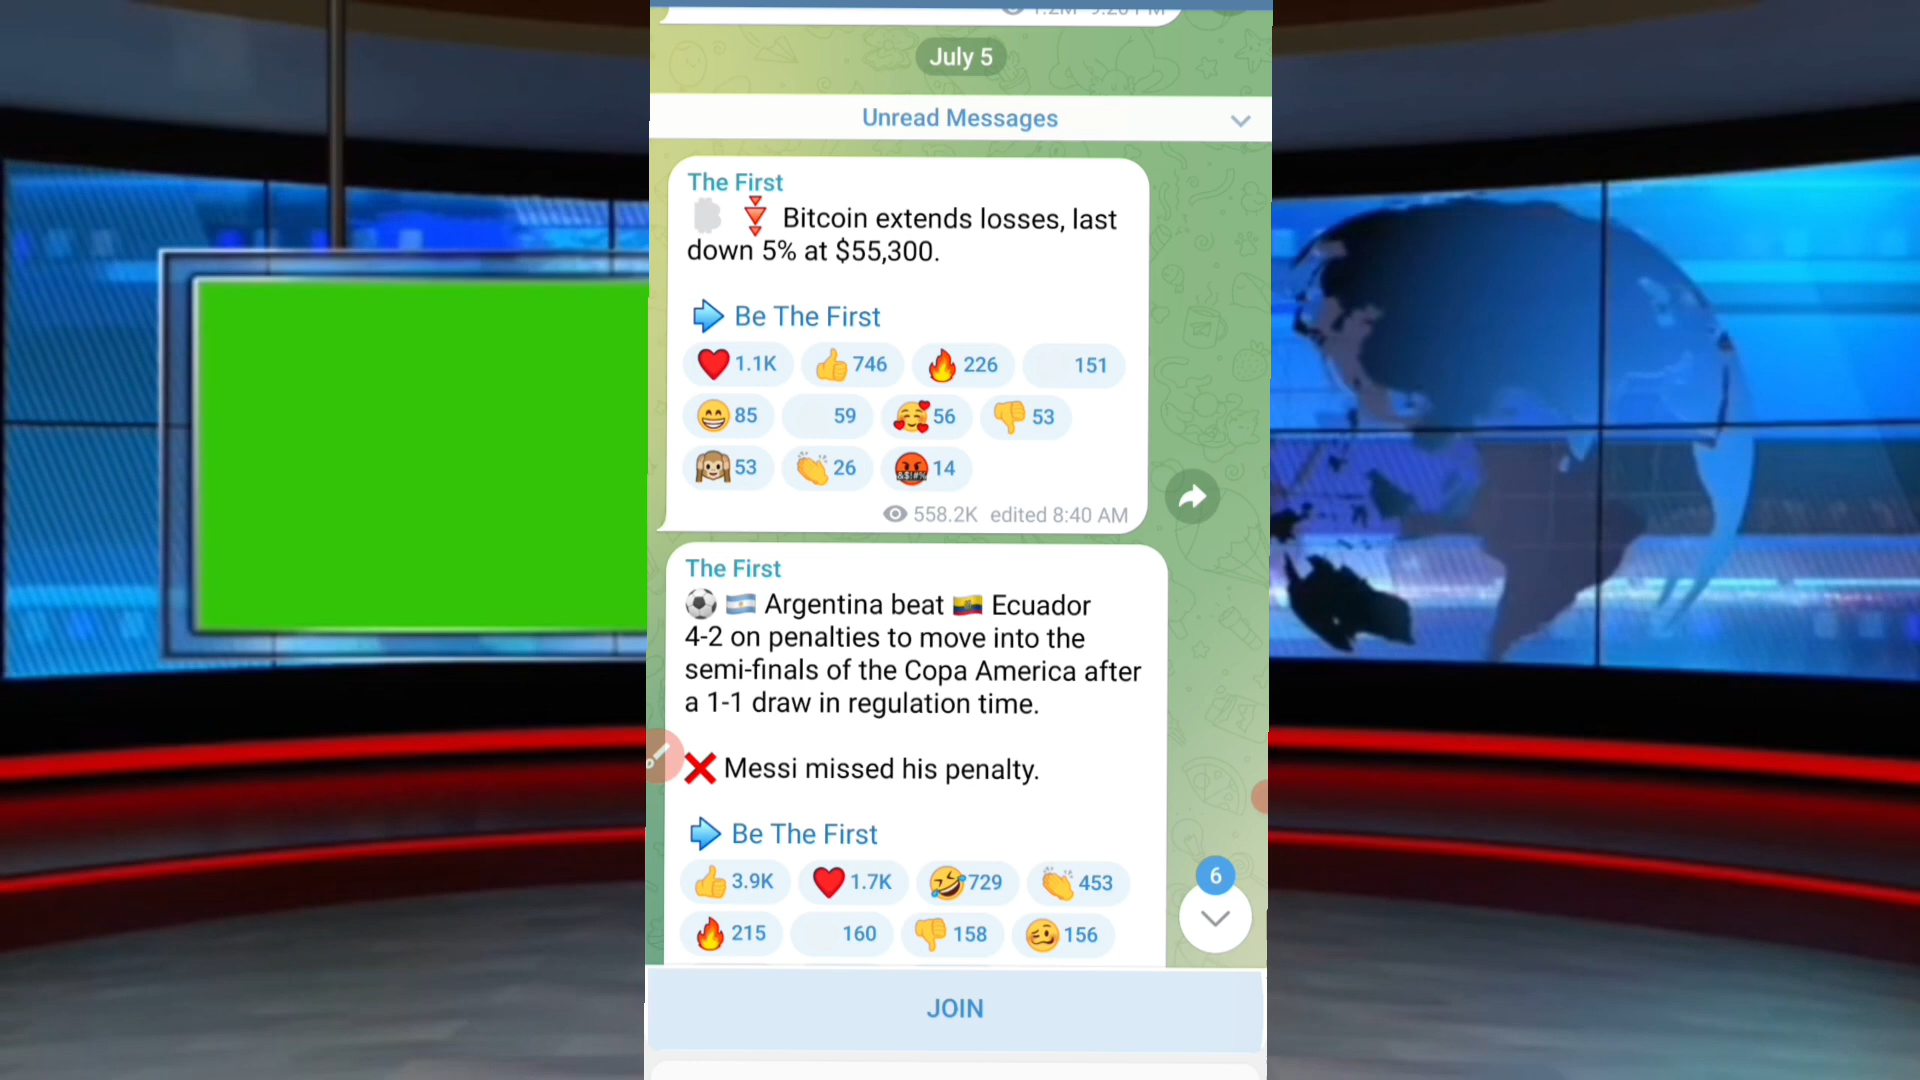 July 5
Unread Messages
The First
Bitcoin extends losses, last
down 5% at $55,300.
Be The First
1.1K 746 226 151
85 59 56 53
53 26 14
558.2K edited 8:40 AM
The First
Argentina beat Ecuador
4-2 on penalties to move into the
semi-finals of the Copa America after
a 1-1 draw in regulation time.
Messi missed his penalty.
Be The First
3.9K 1.7K 729 453
6
215 160 158 156
JOIN